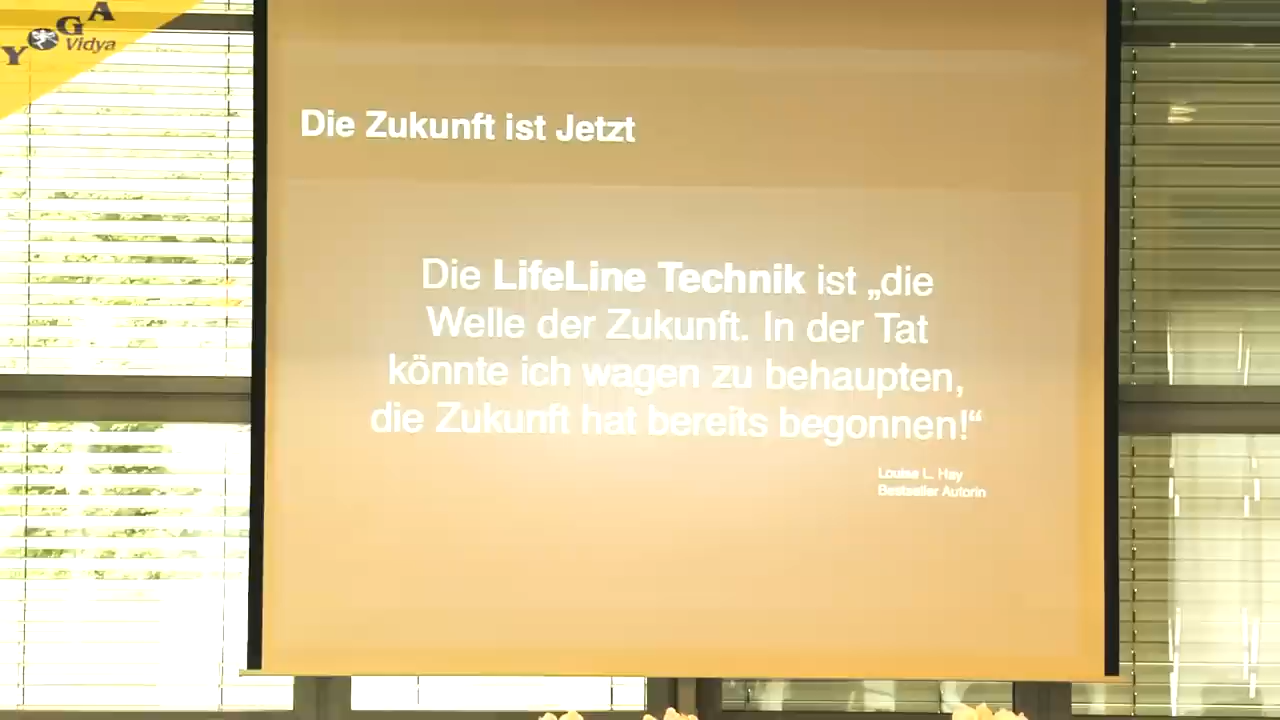 YOGA
Vidya
Die Zukunft ist Jetzt
Die LifeLine Technik ist „die
Welle der Zukunft. In der Tat
könnte ich wagen zu behaupten,
die Zukunft hat bereits begonnen!“
Louise L. Hay
Bestseller Autorin